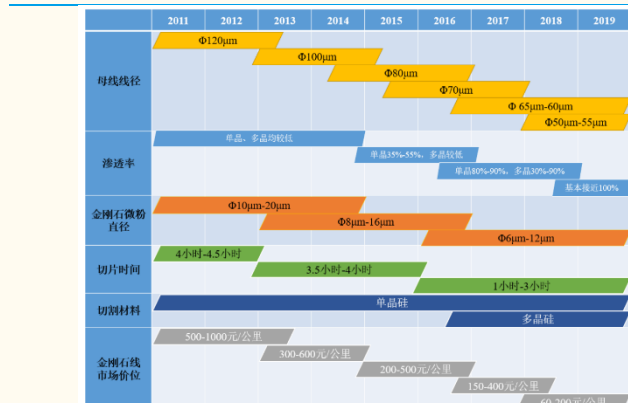 2011 2012 2013 2014 2015 2016 2017 2018 2019
母线线径
Φ120μm
Φ100μm
Φ80μm
Φ70μm
Φ 65μm-60μm
Φ50μm-55μm
渗透率
单晶、多晶均较低
单晶35%-55%、多晶较低
单晶80%-90%，多晶30%-90%
基本接近100%
金刚石微粉
直径
Φ10μm-20μm
Φ8μm-16μm
Φ6μm-12μm
切片时间
4小时-4.5小时
3.5小时-4小时
1小时-3小时
切割材料
单晶硅
多晶硅
金刚石线
市场价位
500-1000元/公里
300-600元/公里
200-500元/公里
150-400元/公里
60-200元/公里